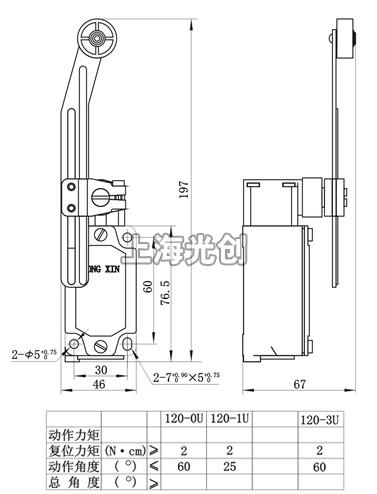 197
上海光创
ONG XIN
60
76.5
2-Φ5+0.75 0
30
2-7+0.90 0×5+0.75 0
46
67
120-0U 120-1U 120-3U
动作力矩
复位力矩 (N·cm) ≥ 2 2 2
动作角度 (°) ≤ 60 25 60
总角度 (°) ≥